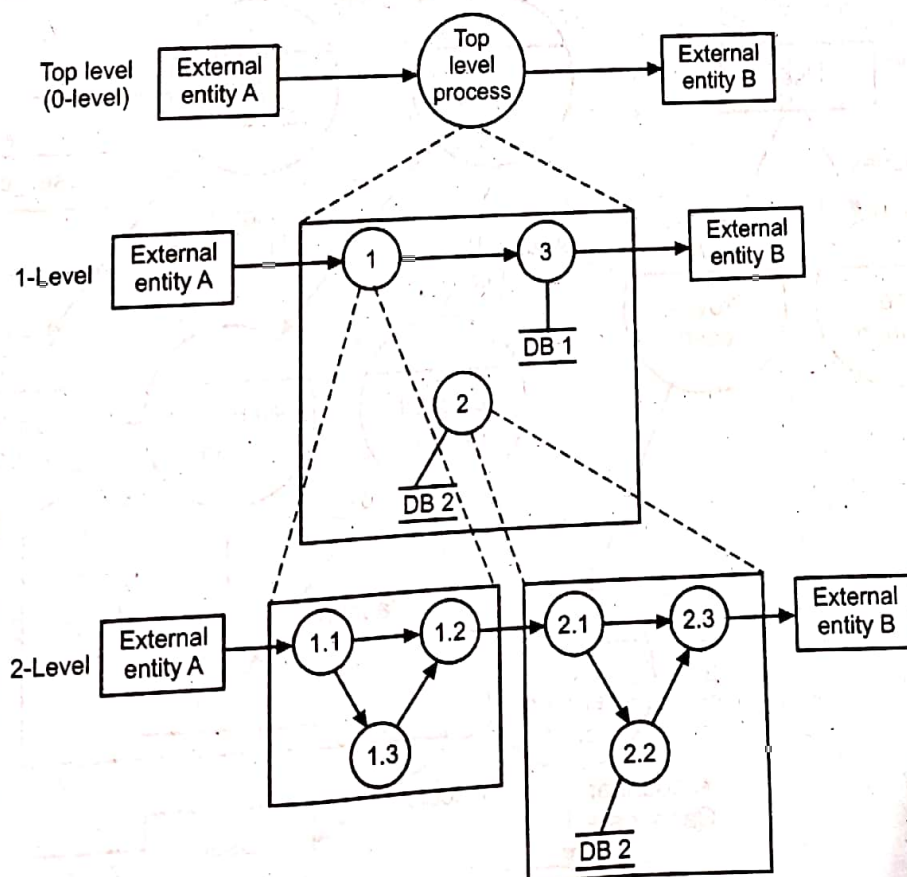 Top level
(0-level)
External
entity A
Top
level
process
External
entity B
1-Level
External
entity A
1
3
External
entity B
DB 1
2
DB 2
2-Level
External
entity A
1.1
1.2
1.3
2.1
2.3
2.2
DB 2
External
entity B